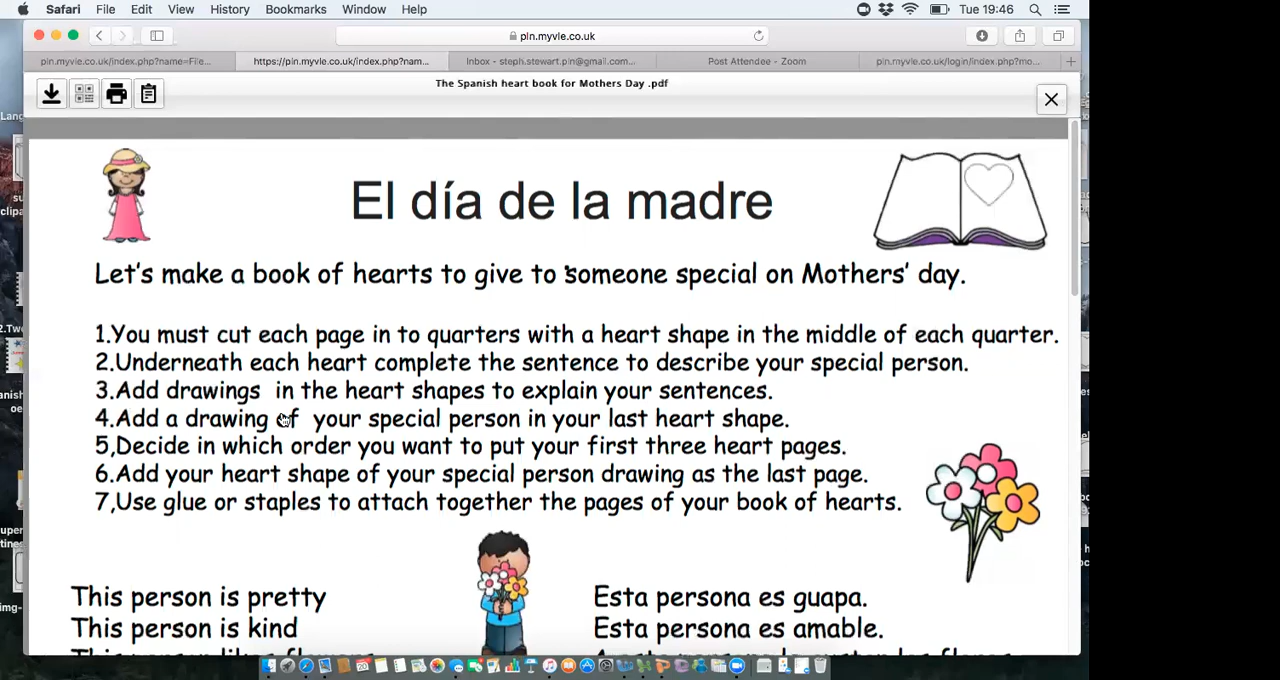 Safari File Edit View History Bookmarks Window Help Tue 19:46
pln.myvle.co.uk
pln.myvle.co.uk/index.php?name=File... https://pln.myvle.co.uk/index.php?nam... Inbox - steph.stewart.pln@gmail.com... Post Attendee - Zoom pln.myvle.co.uk/login/index.php?mo...
The Spanish heart book for Mothers Day .pdf
El día de la madre
Let's make a book of hearts to give to someone special on Mothers' day.
1.You must cut each page in to quarters with a heart shape in the middle of each quarter.
2.Underneath each heart complete the sentence to describe your special person.
3.Add drawings in the heart shapes to explain your sentences.
4.Add a drawing of your special person in your last heart shape.
5,Decide in which order you want to put your first three heart pages.
6.Add your heart shape of your special person drawing as the last page.
7,Use glue or staples to attach together the pages of your book of hearts.
This person is pretty
This person is kind
Esta persona es guapa.
Esta persona es amable.